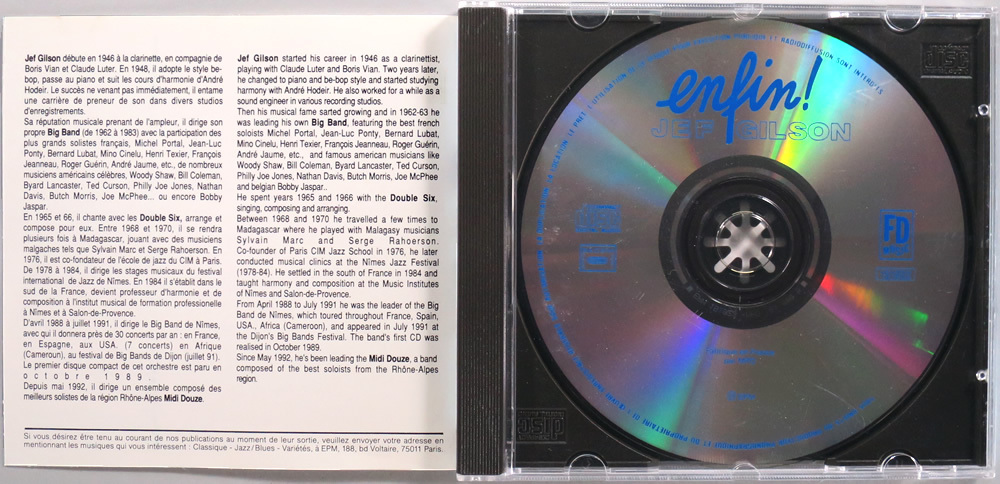 Jef Gilson débute en 1946 à la clarinette, en compagnie de
Boris Vian et Claude Luter. En 1948, il adopte le style be-
bop, passe au piano et suit les cours d'harmonie d'André
Hodeir. Le succès ne venant pas immédiatement, il entame
une carrière de preneur de son dans divers studios
d'enregistrements.
Sa réputation musicale prenant de l'ampleur, il dirige son
propre Big Band (de 1962 à 1983) avec la participation des
plus grands solistes français, Michel Portal, Jean-Luc
Ponty, Bernard Lubat, Mino Cinelu, Henri Texier, François
Jeanneau, Roger Guérin, André Jaume, etc., de nombreux
musiciens américains célèbres, Woody Shaw, Bill Coleman,
Byard Lancaster, Ted Curson, Philly Joe Jones, Nathan
Davis, Butch Morris, Joe McPhee... ou encore Bobby
Jaspar.
En 1965 et 66, il chante avec les Double Six, arrange et
compose pour eux. Entre 1968 et 1970, il se rendra
plusieurs fois à Madagascar, jouant avec des musiciens
malgaches tels que Sylvain Marc et Serge Rahoerson. En
1976, il est co-fondateur de l'école de jazz du CIM à Paris.
De 1978 à 1984, il dirige les stages musicaux du festival
international de Jazz de Nîmes. En 1984 il s'établit dans le
sud de la France, devient professeur d'harmonie et de
composition à l'institut musical de formation professionelle
à Nîmes et à Salon-de-Provence.
D'avril 1988 à juillet 1991, il dirige le Big Band de Nîmes,
avec qui il donnera près de 30 concerts par an : en France,
en Espagne, aux USA. (7 concerts) en Afrique
(Cameroun), au festival de Big Bands de Dijon (juillet 91).
Le premier disque compact de cet orchestre est paru en
octobre 1989.
Depuis mai 1992, il dirige un ensemble composé des
meilleurs solistes de la région Rhône-Alpes Midi Douze.
Jef Gilson started his career in 1946 as a clarinettist,
playing with Claude Luter and Boris Vian. Two years later,
he changed to piano and be-bop style and started studying
harmony with André Hodeir. He also worked for a while as a
sound engineer in various recording studios.
Then his musical fame sarted growing and in 1962-63 he
was leading his own Big Band, featuring the best french
soloists Michel Portal, Jean-Luc Ponty, Bernard Lubat,
Mino Cinelu, Henri Texier, François Jeanneau, Roger Guérin,
André Jaume, etc., and famous american musicians like
Woody Shaw, Bill Coleman, Byard Lancaster, Ted Curson,
Philly Joe Jones, Nathan Davis, Butch Morris, Joe McPhee
and belgian Bobby Jaspar..
He spent years 1965 and 1966 with the Double Six,
singing, composing and arranging.
Between 1968 and 1970 he travelled a few times to
Madagascar where he played with Malagasy musicians
Sylvain Marc and Serge Rahoerson.
Co-founder of Paris CIM Jazz School in 1976, he later
conducted musical clinics at the Nîmes Jazz Festival
(1978-84). He settled in the south of France in 1984 and
taught harmony and composition at the Music Institutes
of Nîmes and Salon-de-Provence.
From April 1988 to July 1991 he was the leader of the Big
Band de Nîmes, which toured throughout France, Spain,
USA., Africa (Cameroon), and appeared in July 1991 at
the Dijon's Big Bands Festival. The band's first CD was
realised in October 1989.
Since May 1992, he's been leading the Midi Douze, a band
composed of the best soloists from the Rhône-Alpes
region.
Si vous désirez être tenu au courant de nos publications au moment de leur sortie, veuillez envoyer votre adresse en
mentionnant les musiques qui vous intéressent : Classique - Jazz/Blues - Variétés, à EPM, 188, bd Voltaire, 75011 Paris.
enfin!
JEF GILSON
FD
RADIODIFFUSION SONT INTERDITS
disc